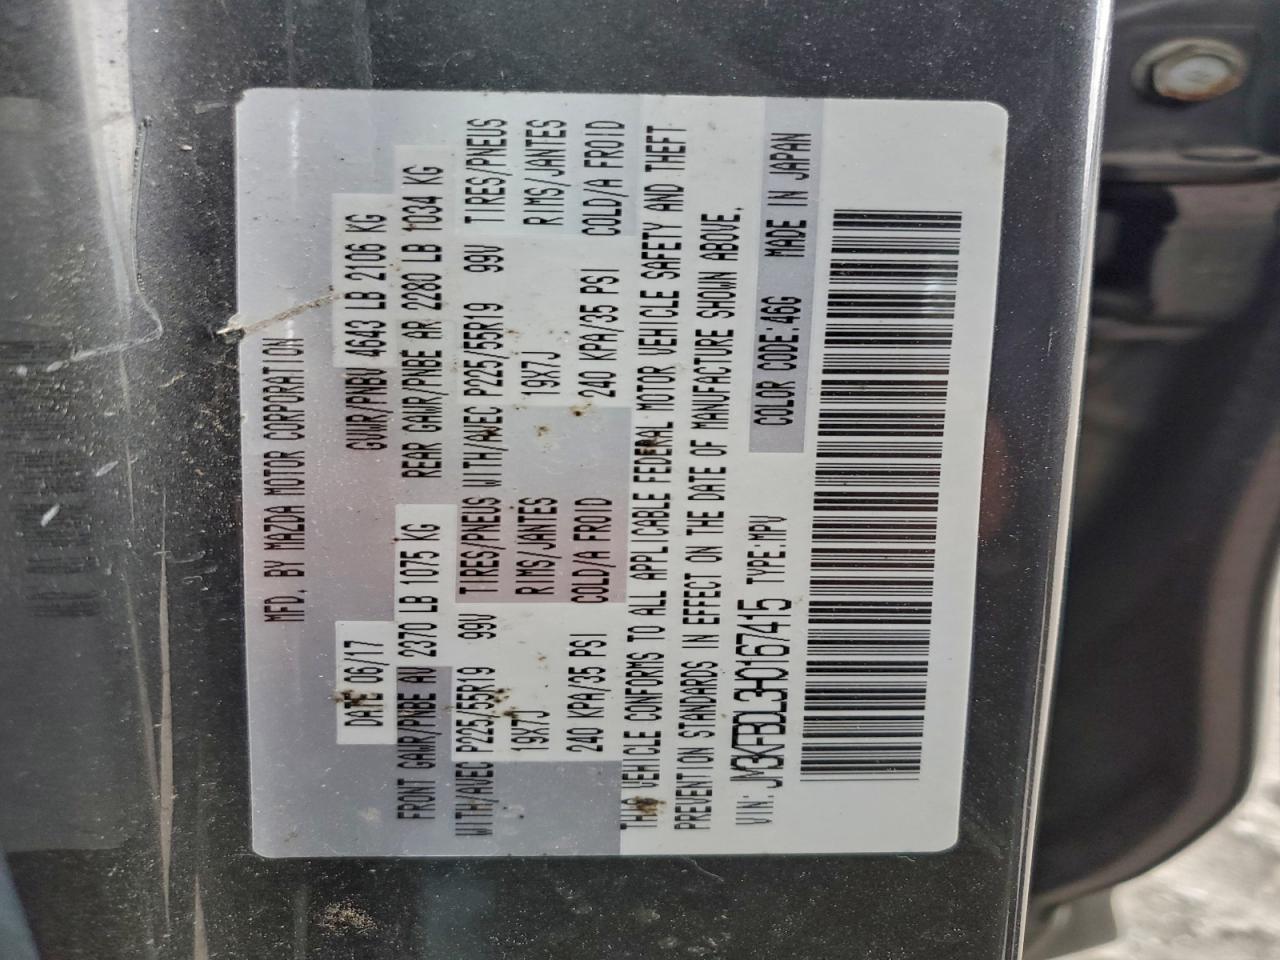 MFD. BY MAZDA MOTOR CORPORATION
DATE 06/17 GVWR/PNBV 4643 LB 2106 KG
FRONT GAWR/PNBE AV 2370 LB 1075 KG REAR GAWR/PNBE AR 2280 LB 1034 KG
WITH/AVEC P225/55R19 99V TIRES/PNEUS WITH/AVEC P225/55R19 99V TIRES/PNEUS
19X7J RIMS/JANTES 19X7J RIMS/JANTES
240 KPA/35 PSI COLD/A FROID 240 KPA/35 PSI COLD/A FROID
THIS VEHICLE CONFORMS TO ALL APPLICABLE FEDERAL MOTOR VEHICLE SAFETY AND THEFT
PREVENTION STANDARDS IN EFFECT ON THE DATE OF MANUFACTURE SHOWN ABOVE.
VIN: JM3KFBDL3H0167415 TYPE:MPV
COLOR CODE:46G MADE IN JAPAN